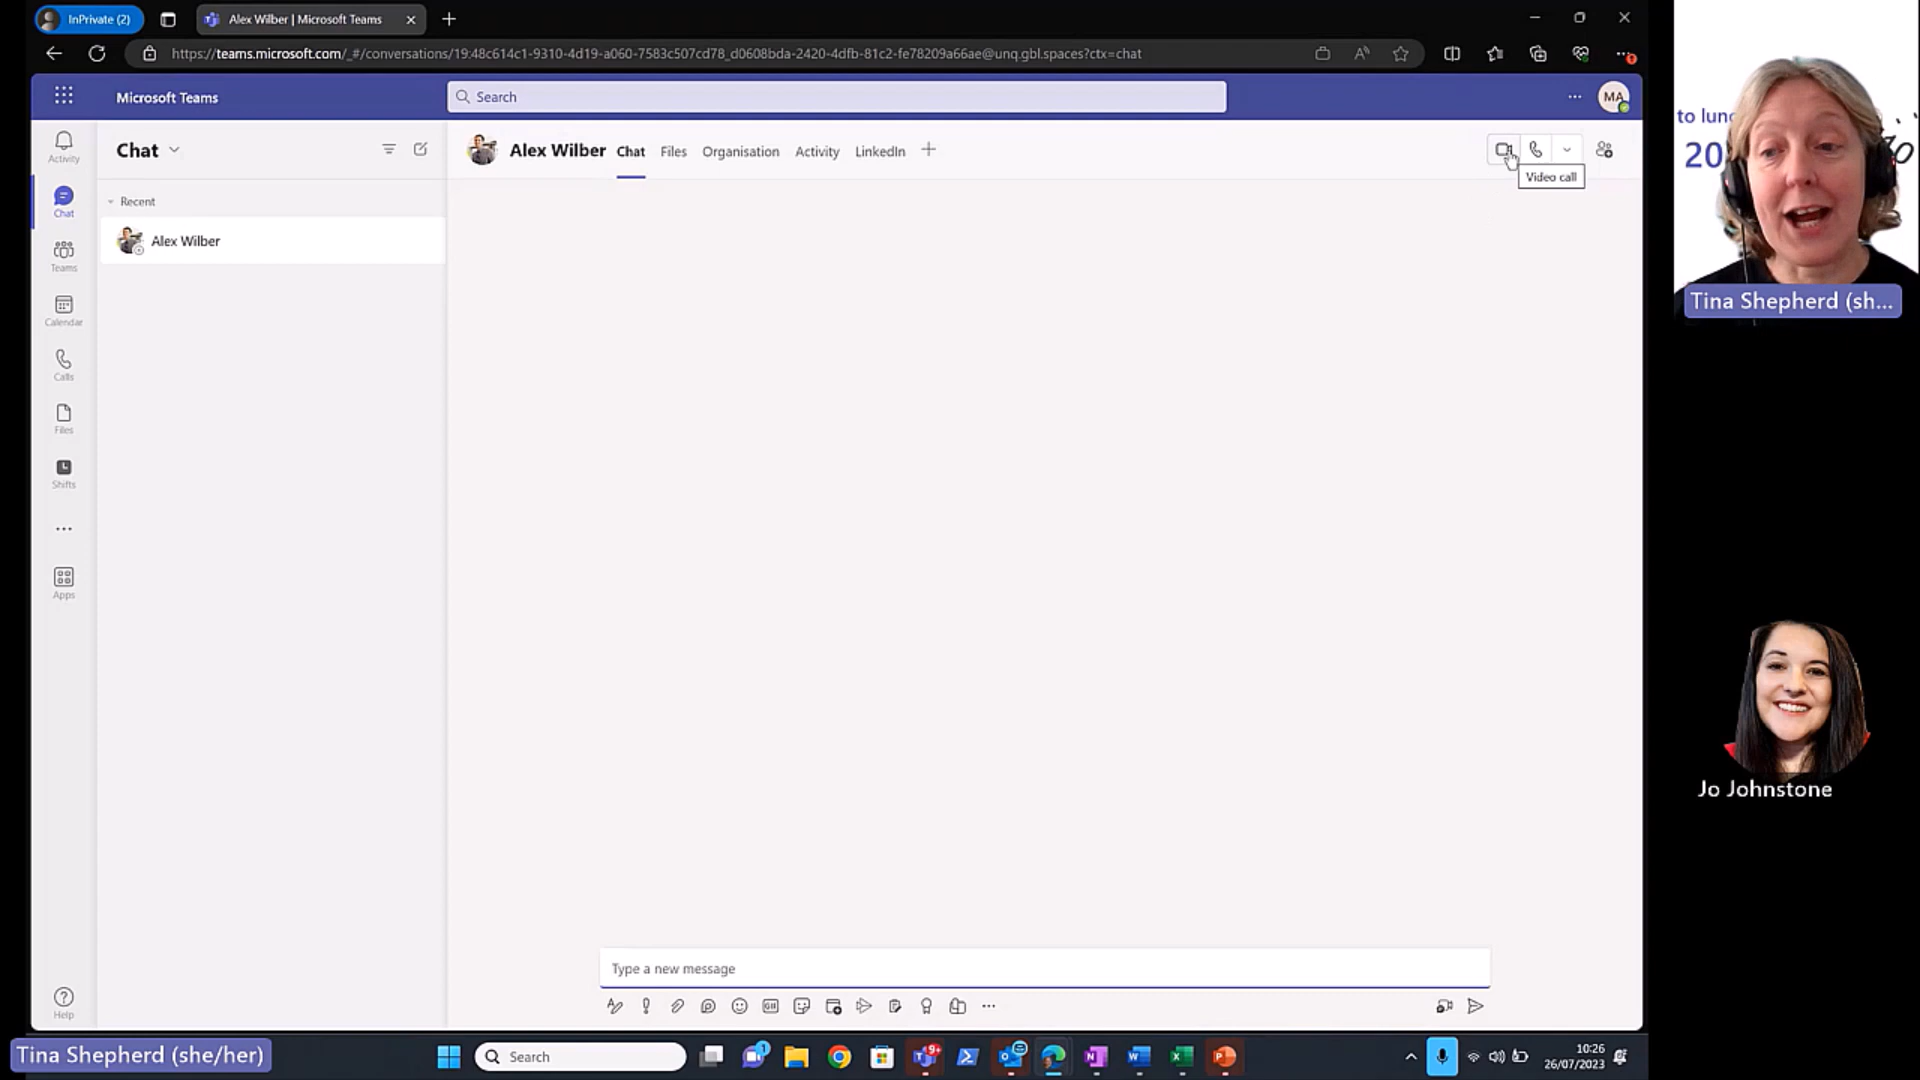 InPrivate (2)
Alex Wilber | Microsoft Teams
https://teams.microsoft.com/_#/conversations/19:48c614c1-9310-4d19-a060-7583c507cd78_d0608bda-2420-4dfb-81c2-fe78209a66ae@unq.gbl.spaces?ctx=chat
Microsoft Teams
Search
MA
Activity
Chat
Teams
Calendar
Calls
Files
Shifts
Apps
Help
Chat
Recent
Alex Wilber
Alex Wilber
Chat
Files
Organisation
Activity
LinkedIn
Video call
Type a new message
GIF
to lun
20
Tina Shepherd (sh...
Jo Johnstone
Tina Shepherd (she/her)
Search
1
9+
10:26
26/07/2023